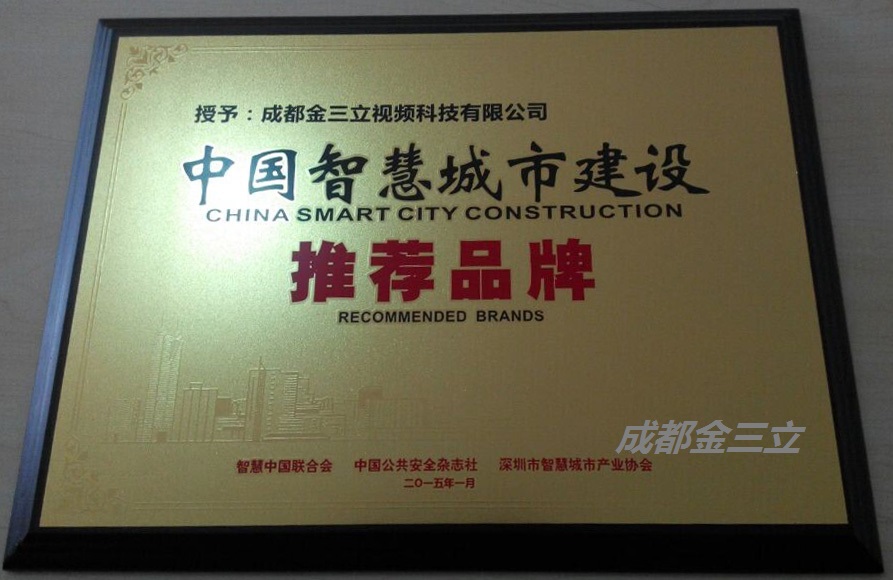 授予：成都金三立视频科技有限公司
中国智慧城市建设
CHINA SMART CITY CONSTRUCTION
推荐品牌
RECOMMENDED BRANDS
成都金三立
智慧中国联合会 中国公共安全杂志社 深圳市智慧城市产业协会
二〇一五年一月